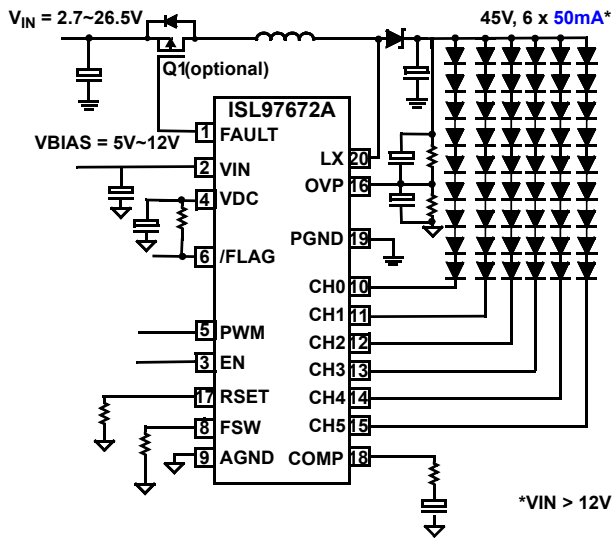 V_IN = 2.7~26.5V
45V, 6 x 50mA*
Q1(optional)
ISL97672A
VBIAS = 5V~12V
1 FAULT
2 VIN
4 VDC
6 /FLAG
5 PWM
3 EN
17 RSET
8 FSW
9 AGND
LX 20
OVP 16
PGND 19
CH0 10
CH1 11
CH2 12
CH3 13
CH4 14
CH5 15
COMP 18
*VIN > 12V